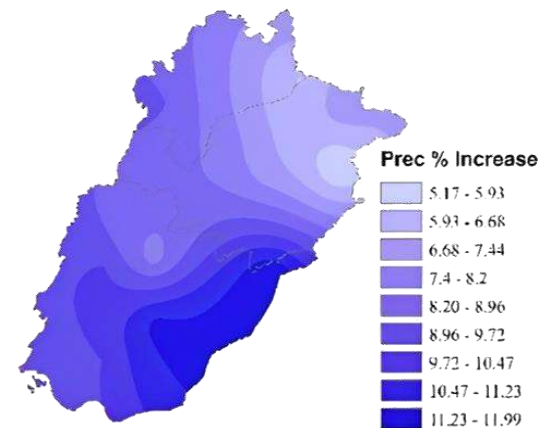 Prec % Increase
5.17 - 5.93
5.93 - 6.68
6.68 - 7.44
7.4 - 8.2
8.20 - 8.96
8.96 - 9.72
9.72 - 10.47
10.47 - 11.23
11.23 - 11.99